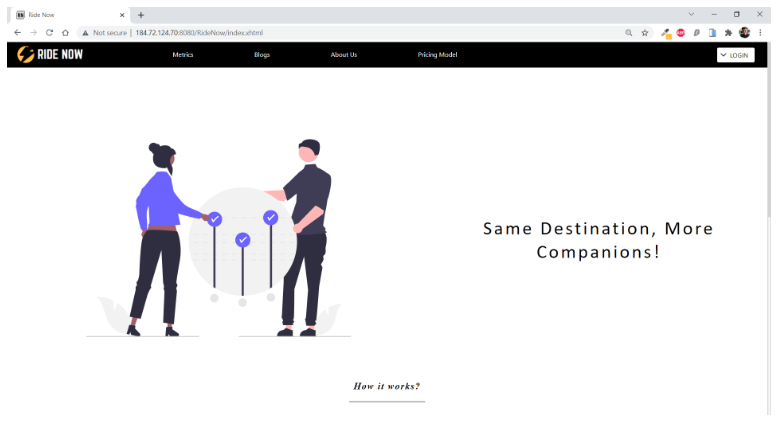 Ride Now
Not secure | 184.72.124.70:8080/RideNow/index.xhtml
RIDE NOW
Metrics
Blogs
About Us
Pricing Model
LOGIN
Same Destination, More
Companions!
How it works?